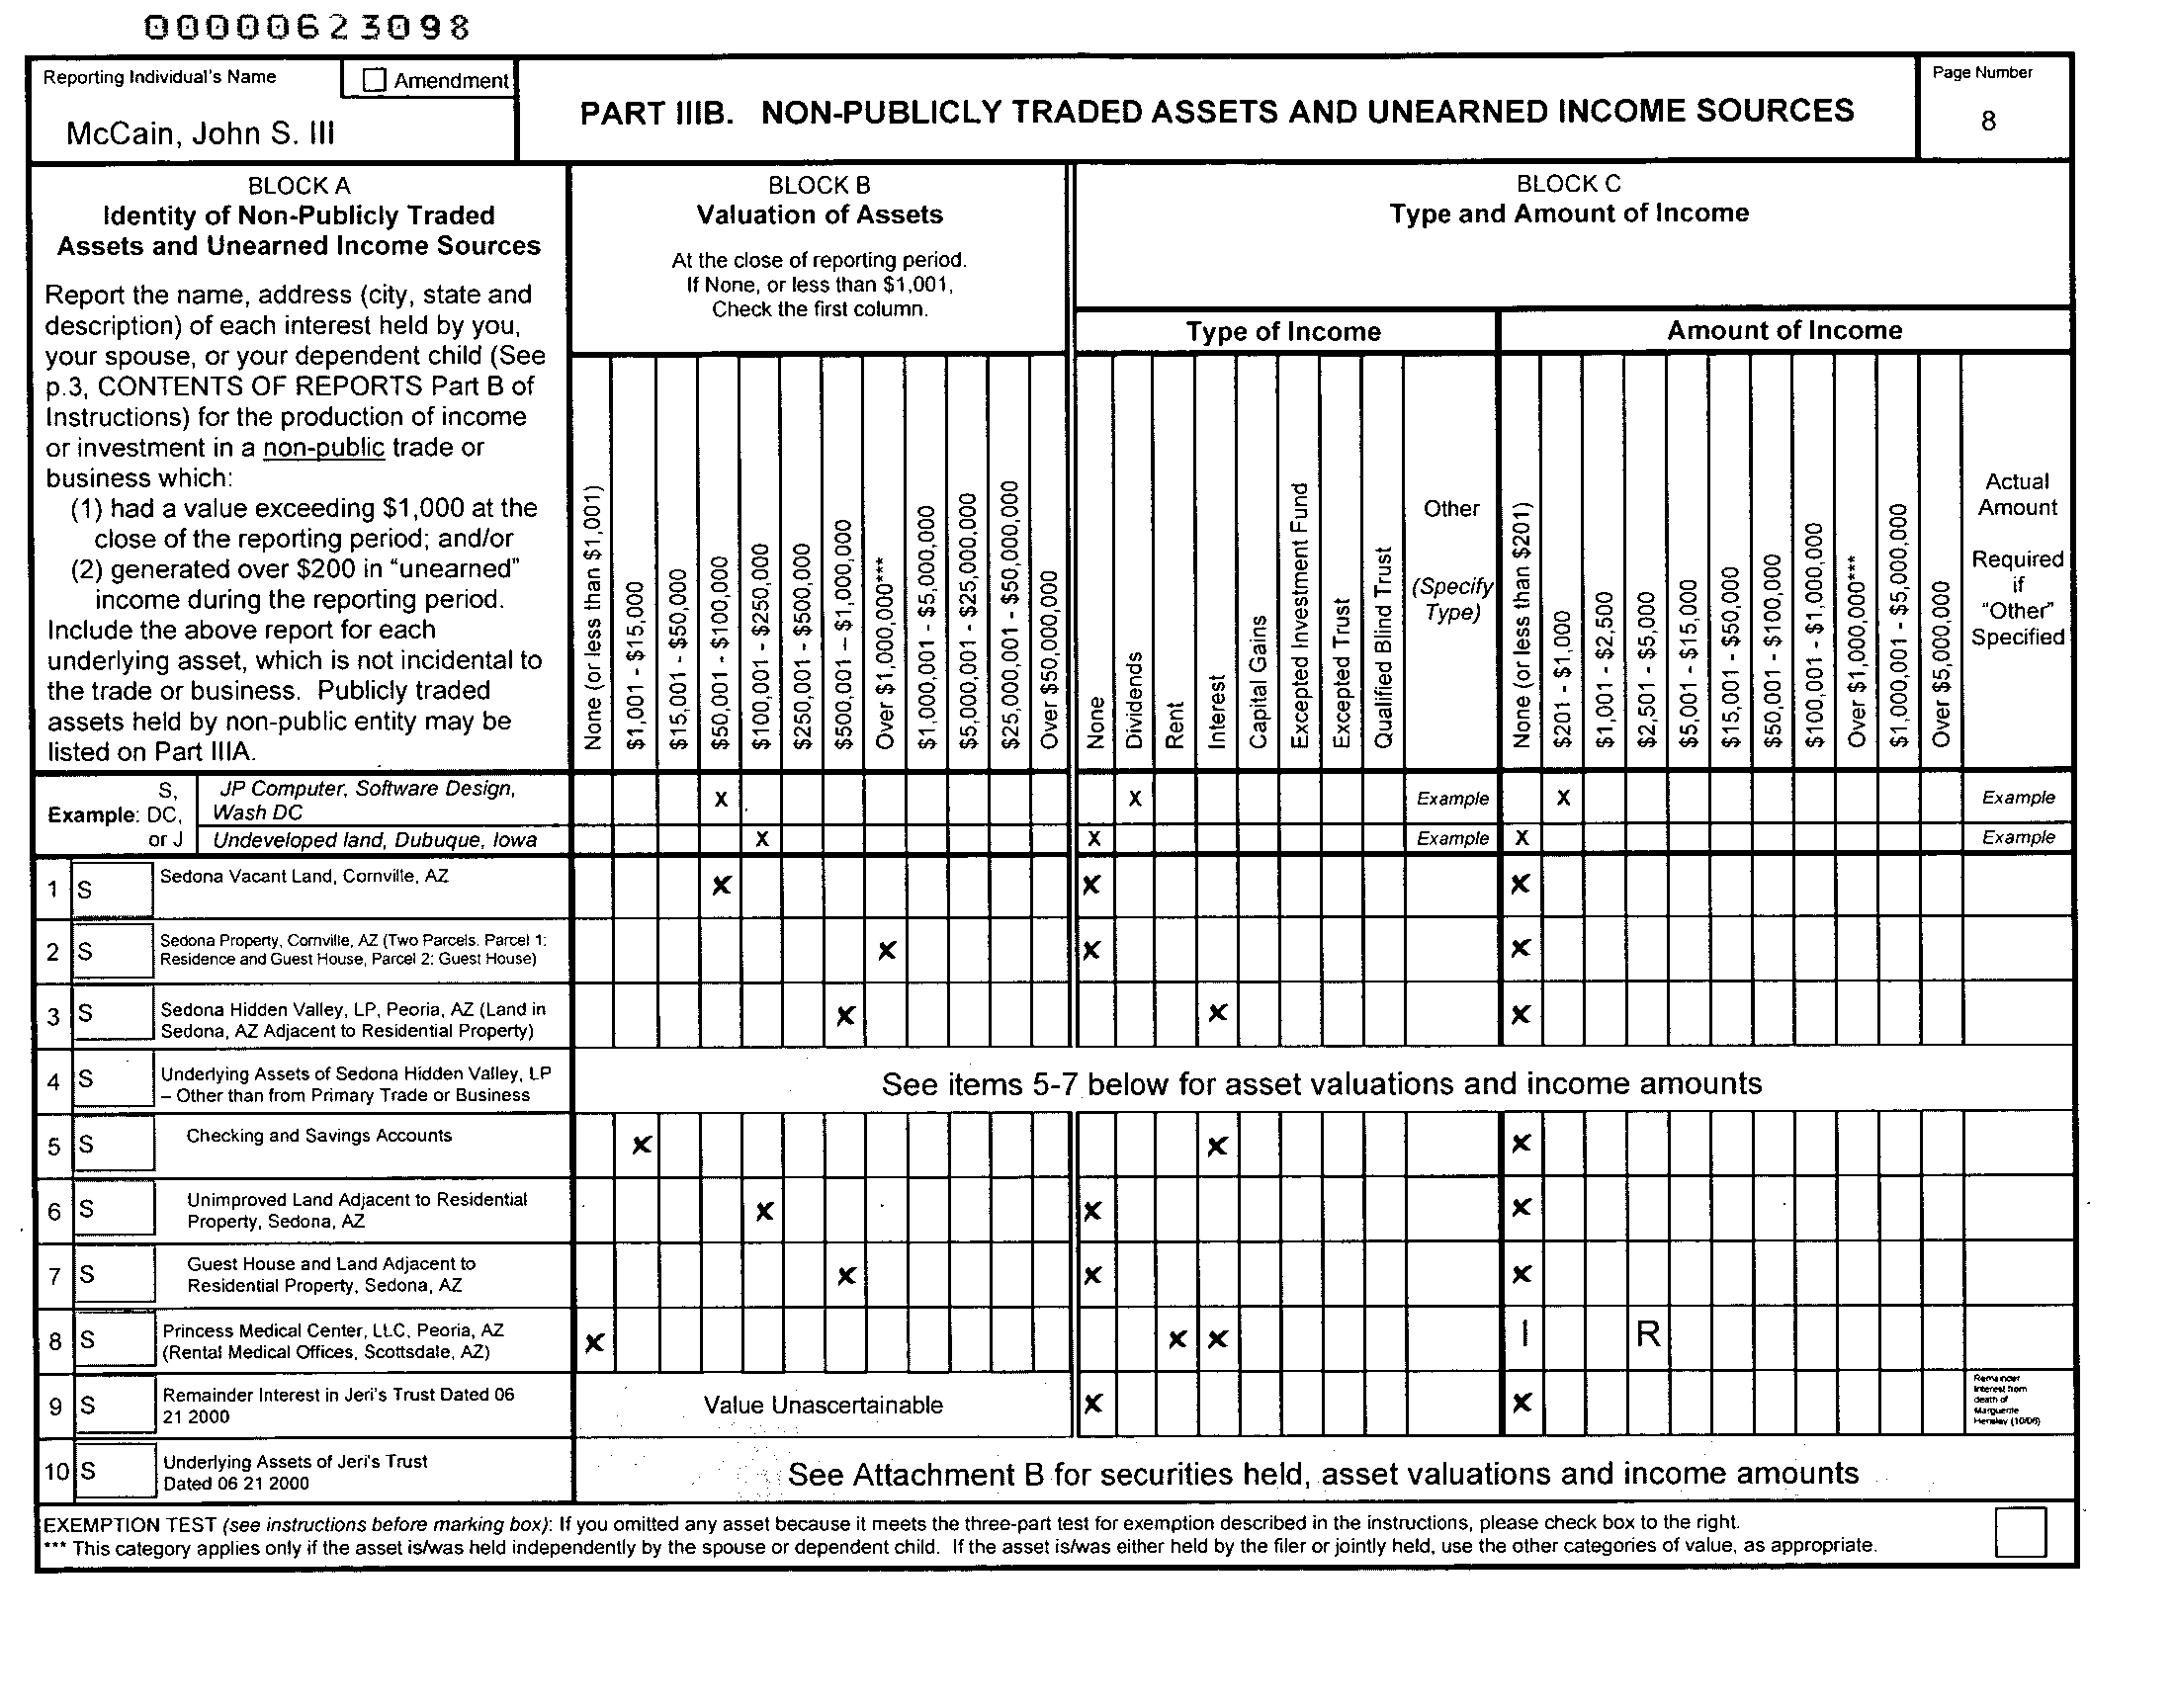 00000623098
Reporting Individual's Name
Amendment
McCain, John S. III
PART IIIB. NON-PUBLICLY TRADED ASSETS AND UNEARNED INCOME SOURCES
Page Number
8
BLOCK A
Identity of Non-Publicly Traded
Assets and Unearned Income Sources
Report the name, address (city, state and
description) of each interest held by you,
your spouse, or your dependent child (See
p.3, CONTENTS OF REPORTS Part B of
Instructions) for the production of income
or investment in a non-public trade or
business which:
(1) had a value exceeding $1,000 at the
close of the reporting period; and/or
(2) generated over $200 in "unearned"
income during the reporting period.
Include the above report for each
underlying asset, which is not incidental to
the trade or business. Publicly traded
assets held by non-public entity may be
listed on Part IIIA.
BLOCK B
Valuation of Assets
At the close of reporting period.
If None, or less than $1,001,
Check the first column.
None (or less than $1,001)
$1,001 - $15,000
$15,001 - $50,000
$50,001 - $100,000
$100,001 - $250,000
$250,001 - $500,000
$500,001 – $1,000,000
Over $1,000,000***
$1,000,001 - $5,000,000
$5,000,001 - $25,000,000
$25,000,001 - $50,000,000
Over $50,000,000
BLOCK C
Type and Amount of Income
Type of Income
None
Dividends
Rent
Interest
Capital Gains
Excepted Investment Fund
Excepted Trust
Qualified Blind Trust
Other
(Specify
Type)
Amount of Income
None (or less than $201)
$201 - $1,000
$1,001 - $2,500
$2,501 - $5,000
$5,001 - $15,000
$15,001 - $50,000
$50,001 - $100,000
$100,001 - $1,000,000
Over $1,000,000***
$1,000,001 - $5,000,000
Over $5,000,000
Actual
Amount
Required
if
"Other"
Specified
Example:
S,
DC,
or J
JP Computer, Software Design,
Wash DC
X X Example X Example
Undeveloped land, Dubuque, Iowa X X Example X Example
1 S Sedona Vacant Land, Cornville, AZ X X X
2 S Sedona Property, Cornville, AZ (Two Parcels. Parcel 1:
Residence and Guest House, Parcel 2: Guest House)
X X X
3 S Sedona Hidden Valley, LP, Peoria, AZ (Land in
Sedona, AZ Adjacent to Residential Property)
X X X
4 S Underlying Assets of Sedona Hidden Valley, LP
– Other than from Primary Trade or Business
See items 5-7 below for asset valuations and income amounts
5 S Checking and Savings Accounts X X X
6 S Unimproved Land Adjacent to Residential
Property, Sedona, AZ
X X X
7 S Guest House and Land Adjacent to
Residential Property, Sedona, AZ
X X X
8 S Princess Medical Center, LLC, Peoria, AZ
(Rental Medical Offices, Scottsdale, AZ)
X X X I R
9 S Remainder Interest in Jeri's Trust Dated 06
21 2000
Value Unascertainable X X
Remainder
Interest from
death of
Marguerite
Hensley (10/06)
10 S Underlying Assets of Jeri's Trust
Dated 06 21 2000
See Attachment B for securities held, asset valuations and income amounts
EXEMPTION TEST (see instructions before marking box): If you omitted any asset because it meets the three-part test for exemption described in the instructions, please check box to the right.
*** This category applies only if the asset is/was held independently by the spouse or dependent child. If the asset is/was either held by the filer or jointly held, use the other categories of value, as appropriate.